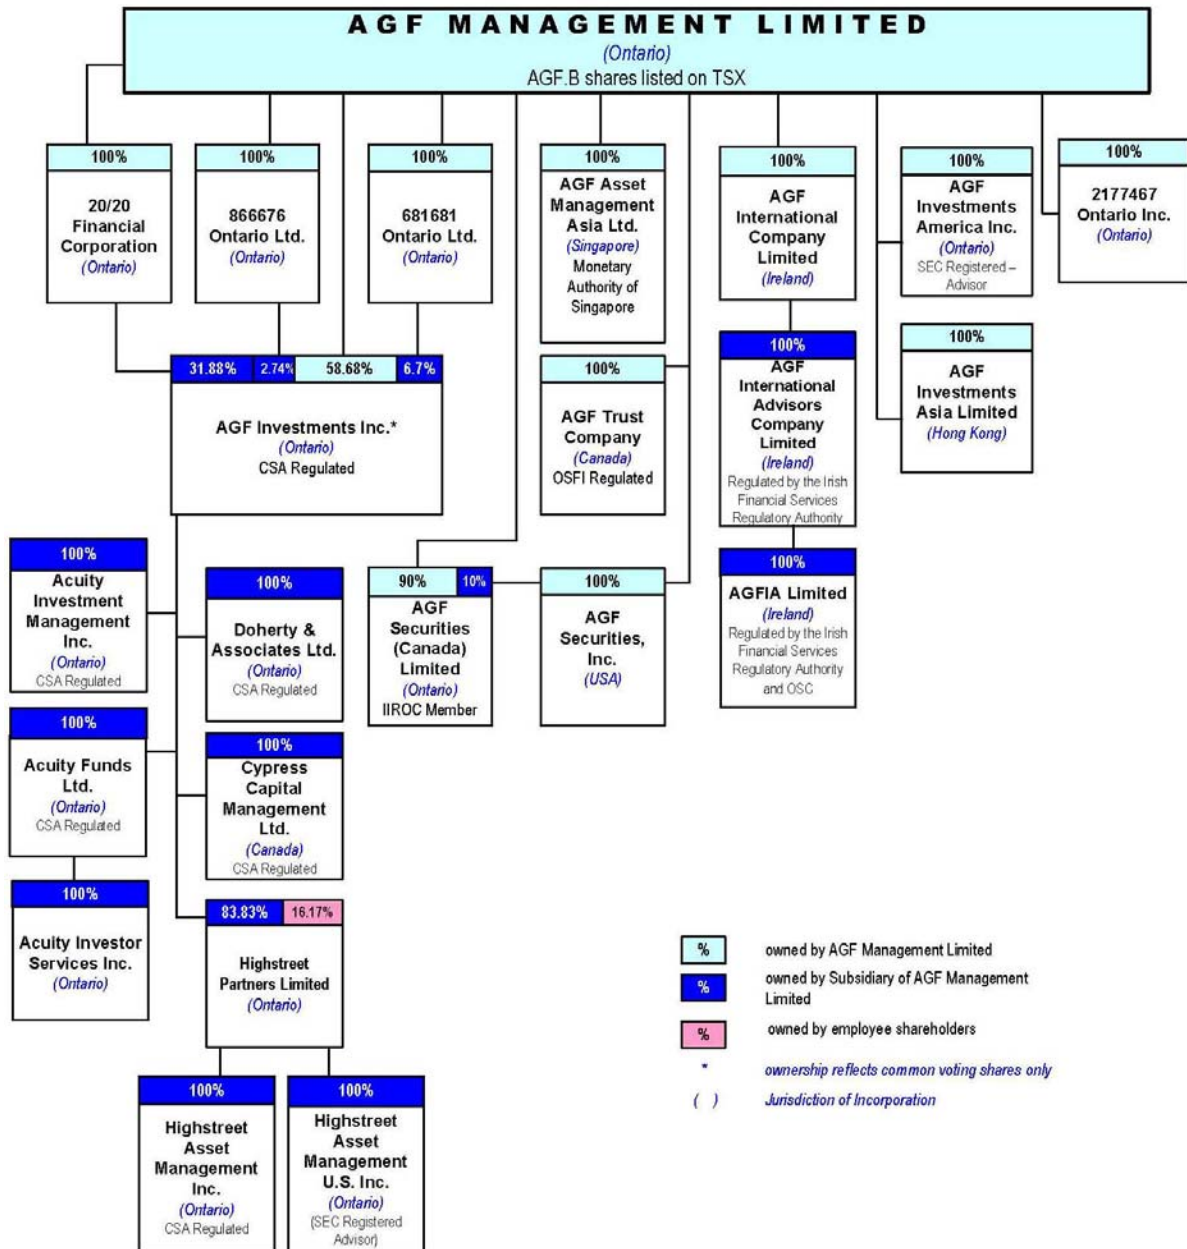 AGF MANAGEMENT LIMITED
(Ontario)
AGF.B shares listed on TSX
100%
20/20
Financial
Corporation
(Ontario)
100%
866676
Ontario Ltd.
(Ontario)
100%
681681
Ontario Ltd.
(Ontario)
100%
AGF Asset
Management
Asia Ltd.
(Singapore)
Monetary
Authority of
Singapore
100%
AGF
International
Company
Limited
(Ireland)
100%
AGF
Investments
America Inc.
(Ontario)
SEC Registered –
Advisor
100%
2177467
Ontario Inc.
(Ontario)
31.88% 2.74% 58.68% 6.7%
AGF Investments Inc.*
(Ontario)
CSA Regulated
100%
AGF Trust
Company
(Canada)
OSFI Regulated
100%
AGF
International
Advisors
Company
Limited
(Ireland)
Regulated by the Irish
Financial Services
Regulatory Authority
100%
AGF
Investments
Asia Limited
(Hong Kong)
100%
Acuity
Investment
Management
Inc.
(Ontario)
CSA Regulated
100%
Doherty &
Associates Ltd.
(Ontario)
CSA Regulated
90% 10%
AGF
Securities
(Canada)
Limited
(Ontario)
IIROC Member
100%
AGF
Securities,
Inc.
(USA)
100%
AGFIA Limited
(Ireland)
Regulated by the Irish
Financial Services
Regulatory Authority
and OSC
100%
Acuity Funds
Ltd.
(Ontario)
CSA Regulated
100%
Cypress
Capital
Management
Ltd.
(Canada)
CSA Regulated
100%
Acuity Investor
Services Inc.
(Ontario)
83.83% 16.17%
Highstreet
Partners Limited
(Ontario)
100%
Highstreet
Asset
Management
Inc.
(Ontario)
CSA Regulated
100%
Highstreet
Asset
Management
U.S. Inc.
(Ontario)
(SEC Registered
Advisor)
% owned by AGF Management Limited
% owned by Subsidiary of AGF Management
Limited
% owned by employee shareholders
* ownership reflects common voting shares only
( ) Jurisdiction of Incorporation